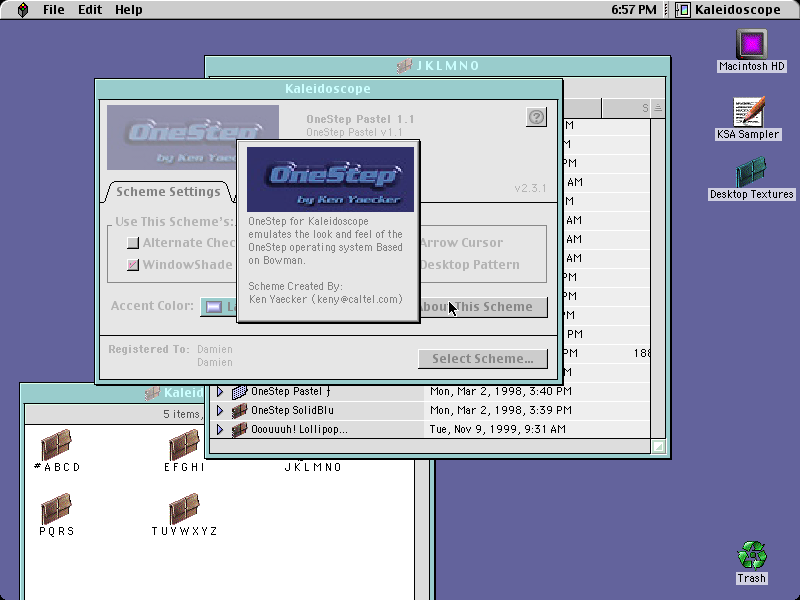 File Edit Help
6:57 PM
Kaleidoscope
Macintosh HD
KSA Sampler
Desktop Textures
Trash
JKLMNO
Kaleidoscope
OneStep
by Ken Yaec
OneStep Pastel 1.1
OneStep Pastel v1.1
?
v2.3.1
Scheme Settings
Use This Scheme's:
Alternate Chec
WindowShade
Arrow Cursor
Desktop Pattern
Accent Color:
About This Scheme
Registered To: Damien
Damien
Select Scheme...
OneStep
by Ken Yaecker
OneStep for Kaleidoscope
emulates the look and feel of the
OneStep operating system Based
on Bowman.
Scheme Created By:
Ken Yaecker (keny@caltel.com)
S
M
M
PM
AM
M
AM
AM
AM
PM
PM
PM
PM 188
OneStep Pastel ƒ Mon, Mar 2, 1998, 3:40 PM
OneStep SolidBlu Mon, Mar 2, 1998, 3:39 PM
Ooouuuh! Lollipop... Tue, Nov 9, 1999, 9:31 AM
Kaleid
5 items,
#ABCD
EFGHI
JKLMNO
PQRS
TUVWXYZ